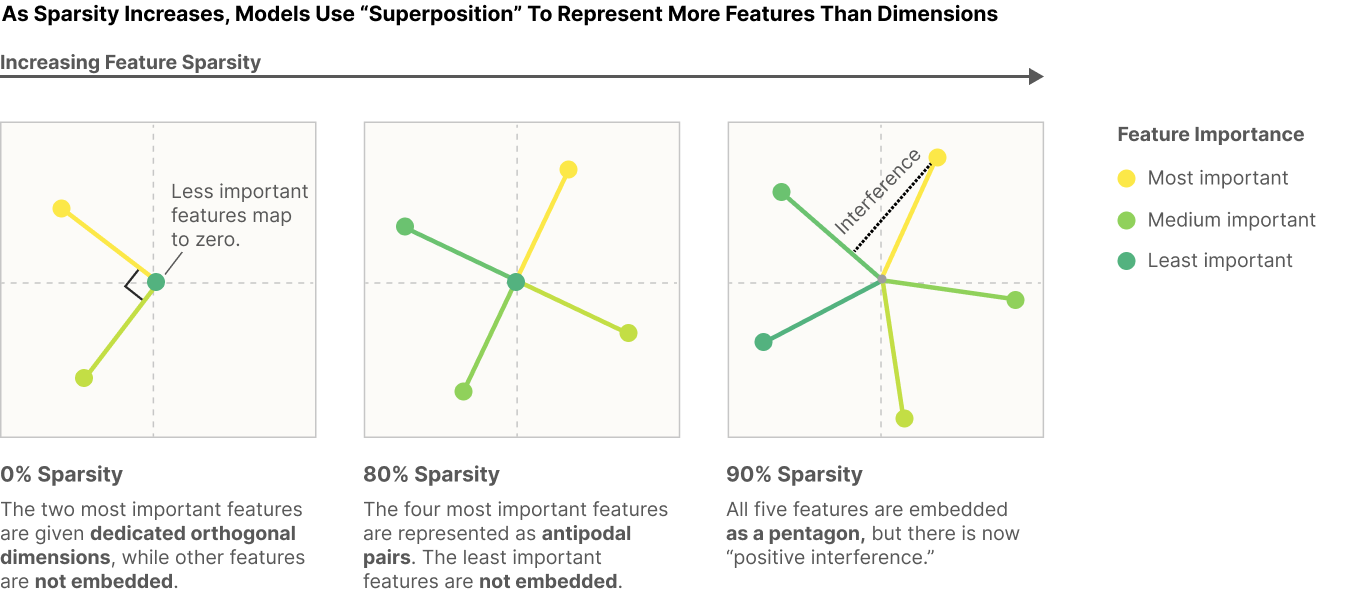 As Sparsity Increases, Models Use “Superposition” To Represent More Features Than Dimensions
Increasing Feature Sparsity
Less important
features map
to zero.
Interference
Feature Importance
Most important
Medium important
Least important
0% Sparsity
The two most important features
are given dedicated orthogonal
dimensions, while other features
are not embedded.
80% Sparsity
The four most important features
are represented as antipodal
pairs. The least important
features are not embedded.
90% Sparsity
All five features are embedded
as a pentagon, but there is now
“positive interference.”